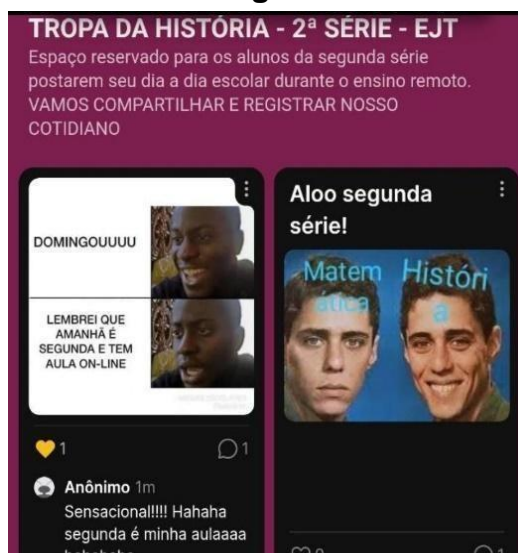 TROPA DA HISTÓRIA - 2ª SÉRIE - EJT
Espaço reservado para os alunos da segunda série
postarem seu dia a dia escolar durante o ensino remoto.
VAMOS COMPARTILHAR E REGISTRAR NOSSO
COTIDIANO
DOMINGOUUUU
LEMBREI QUE
AMANHÃ É
SEGUNDA E TEM
AULA ON-LINE
1
1
Anônimo 1m
Sensacional!!!! Hahaha
segunda é minha aulaaaa
Aloo segunda
série!
Matem
ática
Históri
a